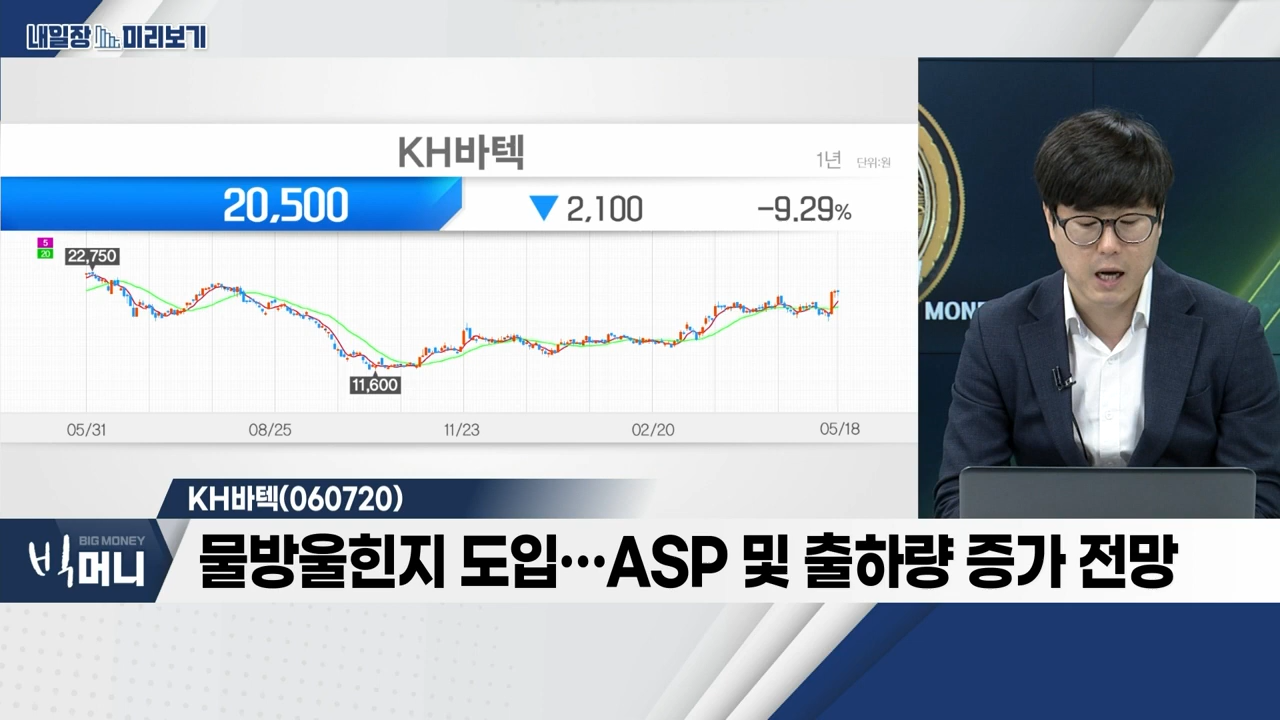 내일장 미리보기
KH바텍
1년 단위:원
20,500 ▼2,100 -9.29%
5
20
22,750
11,600
05/31 08/25 11/23 02/20 05/18
MON
KH바텍(060720)
BIG MONEY
빅머니
물방울힌지 도입…ASP 및 출하량 증가 전망